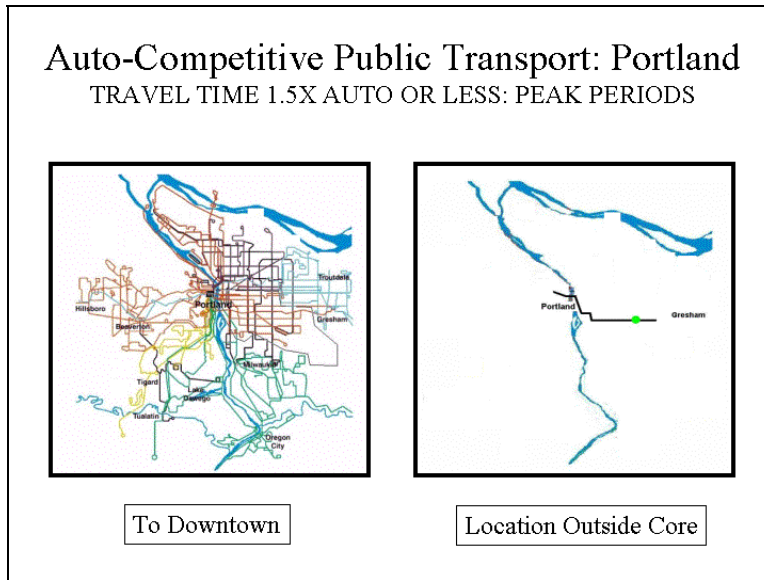 Auto-Competitive Public Transport: Portland
TRAVEL TIME 1.5X AUTO OR LESS: PEAK PERIODS
Troutdale
Hillsboro
Portland
Gresham
Beaverton
Milwaukie
Tigard
Lake
Oswego
Tualatin
Oregon
City
Portland
Gresham
To Downtown
Location Outside Core